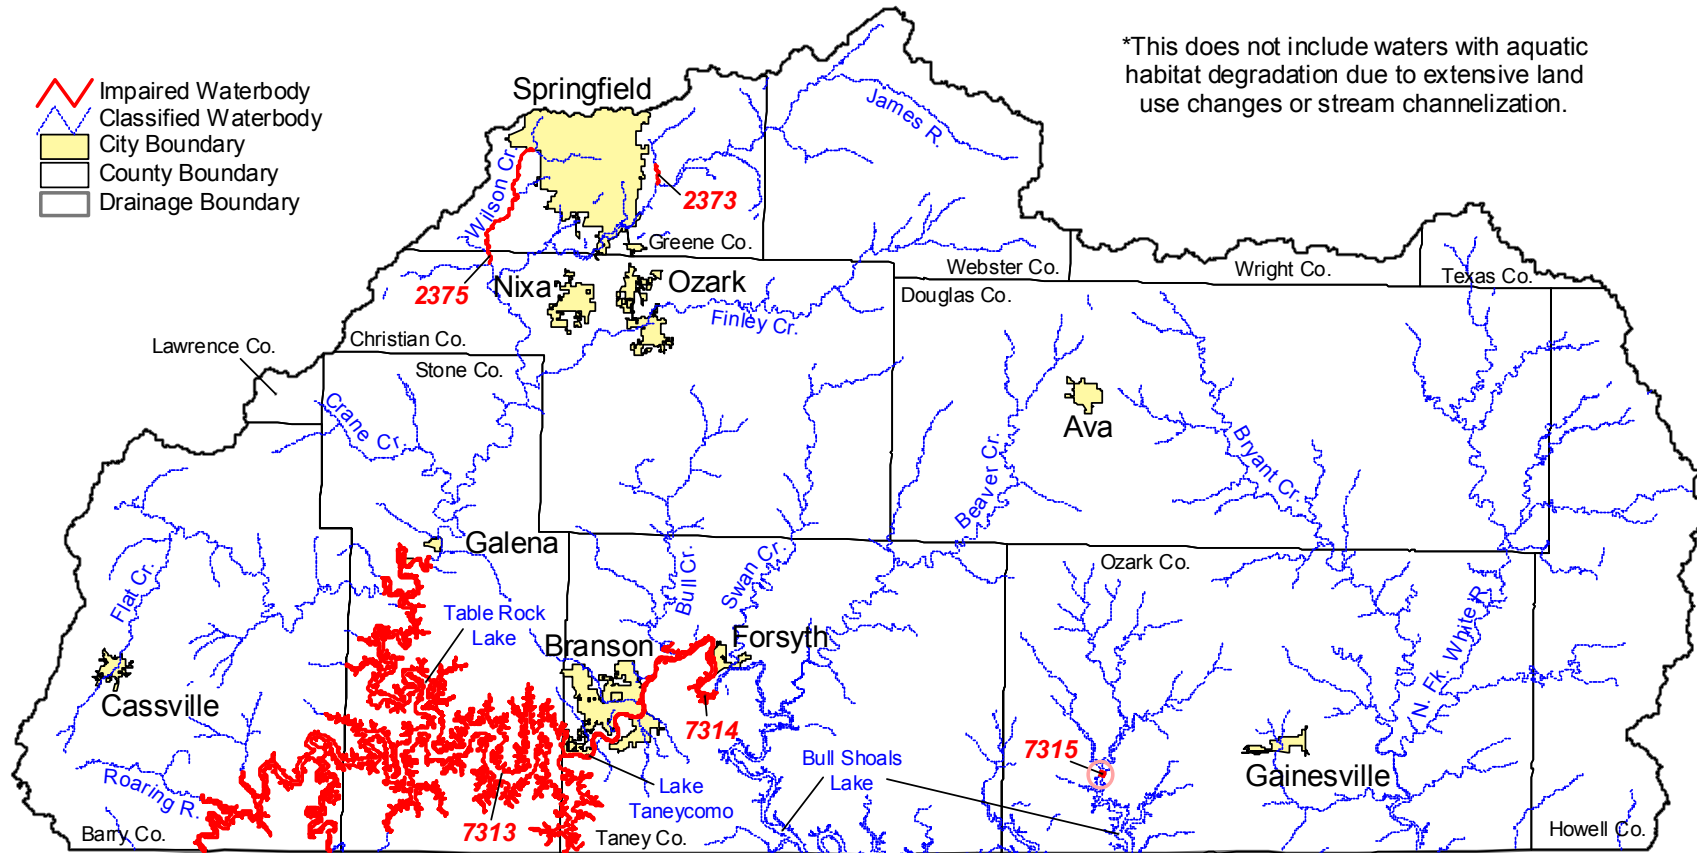 *This does not include waters with aquatic
habitat degradation due to extensive land
use changes or stream channelization.
Impaired Waterbody
Classified Waterbody
City Boundary
County Boundary
Drainage Boundary
Springfield
James R.
Wilson Cr.
2373
Greene Co.
Webster Co.
Wright Co.
Texas Co.
2375
Nixa
Ozark
Douglas Co.
Finley Cr.
Christian Co.
Lawrence Co.
Stone Co.
Crane Cr.
Ava
Beaver Cr.
Bryant Cr.
Galena
Ozark Co.
Flat Cr.
Bull Cr.
Swan Cr.
Table Rock
Lake
N. Fk. White R.
Branson
Forsyth
Cassville
7314
7315
Bull Shoals
Lake
Gainesville
Roaring R.
Lake
Taneycomo
7313
Barry Co.
Taney Co.
Howell Co.